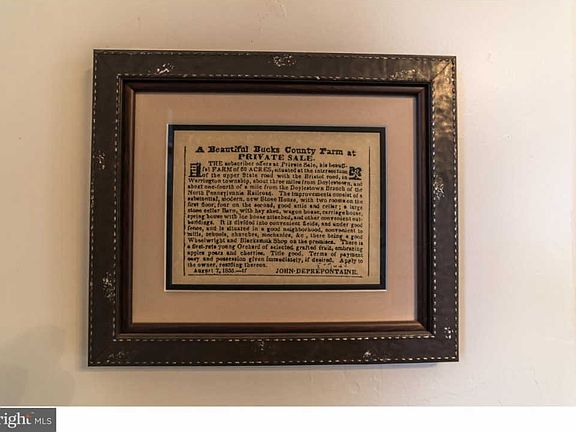 A Beautiful Bucks County Farm at
PRIVATE SALE.
THE subscriber offers at Private Sale, his beauti-
ful FARM of 60 ACRES, situated at the intersection
of the upper State road with the Bristol road, in
Warrington township, about three miles from Doylestown, and
about one-fourth of a mile from the Doylestown Branch of the
North Pennsylvania Railroad. The improvements consist of a
substantial, modern, new Stone House, with two rooms on the
first floor, four on the second, good attic and cellar; a large
stone cellar Barn, with hay shed, wagon house, carriage house,
spring house with ice house attached, and other convenient out-
buildings. It is divided into convenient fields, and under good
fence, and is situated in a good neighborhood, convenient to
mills, schools, churches, mechanics, &c., there being a good
Wheelwright and Blacksmith Shop on the premises. There is
a first-rate young Orchard of selected grafted fruit, embracing
apples pears and cherries. Title good. Terms of payment
easy and possession given immediately, if desired. Apply to
the owner, residing thereon.
August 7, JOHN DEPREFONTAINE.
right MLS